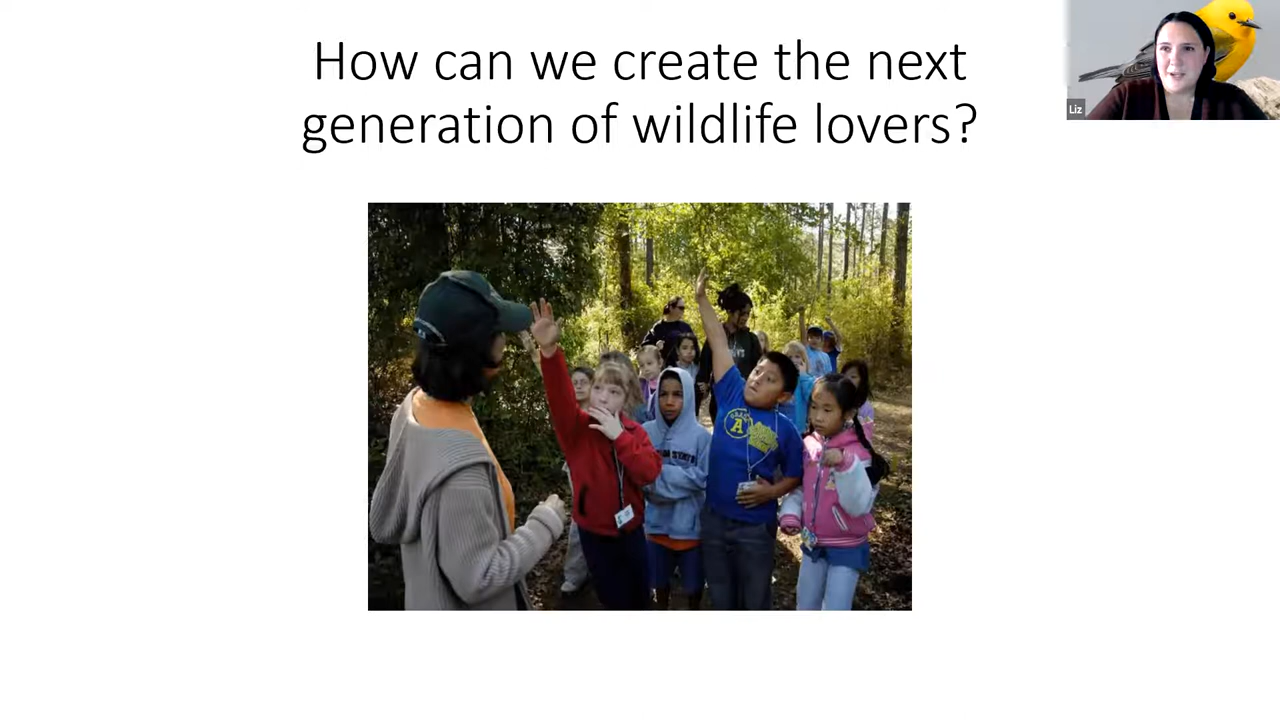 How can we create the next
generation of wildlife lovers?
Liz
A